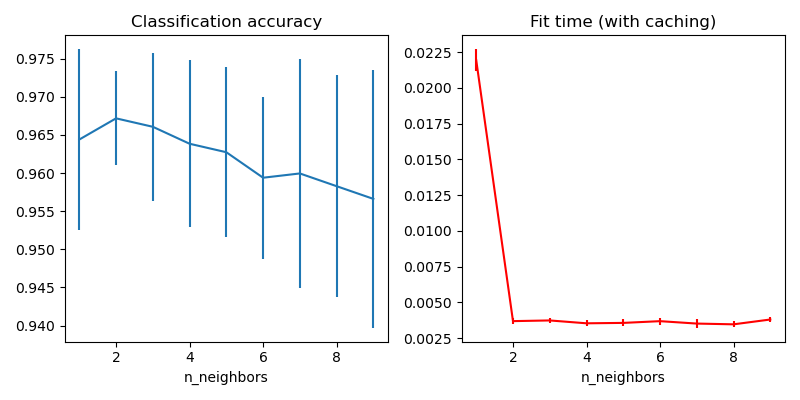 Classification accuracy
0.975
0.970
0.965
0.960
0.955
0.950
0.945
0.940
2 4 6 8
n_neighbors
Fit time (with caching)
0.0225
0.0200
0.0175
0.0150
0.0125
0.0100
0.0075
0.0050
0.0025
2 4 6 8
n_neighbors